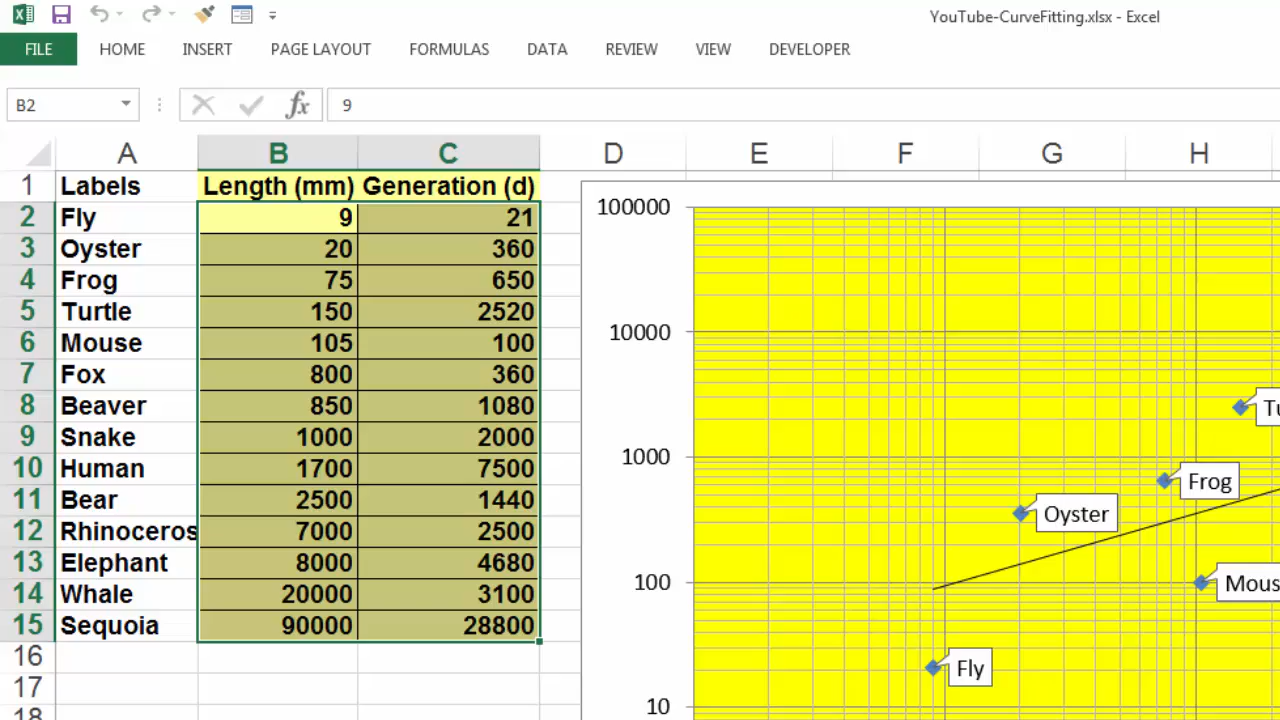 YouTube-CurveFitting.xlsx - Excel
FILE HOME INSERT PAGE LAYOUT FORMULAS DATA REVIEW VIEW DEVELOPER
B2 fx 9
A B C D E F G H
1 Labels Length (mm) Generation (d)
2 Fly 9 21
3 Oyster 20 360
4 Frog 75 650
5 Turtle 150 2520
6 Mouse 105 100
7 Fox 800 360
8 Beaver 850 1080
9 Snake 1000 2000
10 Human 1700 7500
11 Bear 2500 1440
12 Rhinoceros 7000 2500
13 Elephant 8000 4680
14 Whale 20000 3100
15 Sequoia 90000 28800
16
17
18
100000
10000
1000
100
10
Tu
Frog
Oyster
Mous
Fly